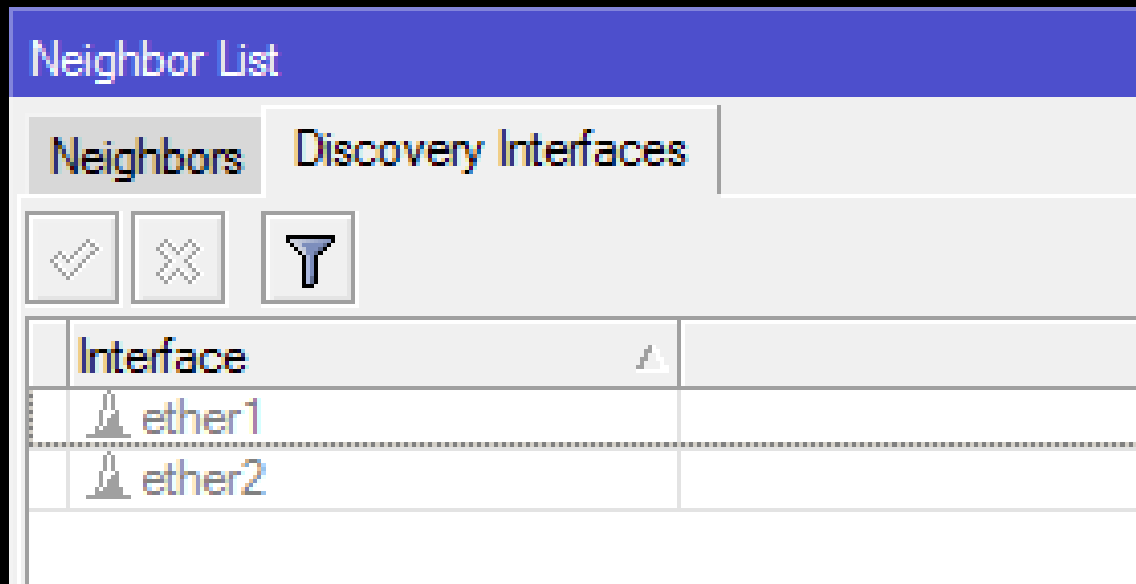 Neighbor List
Neighbors Discovery Interfaces
Interface
ether1
ether2